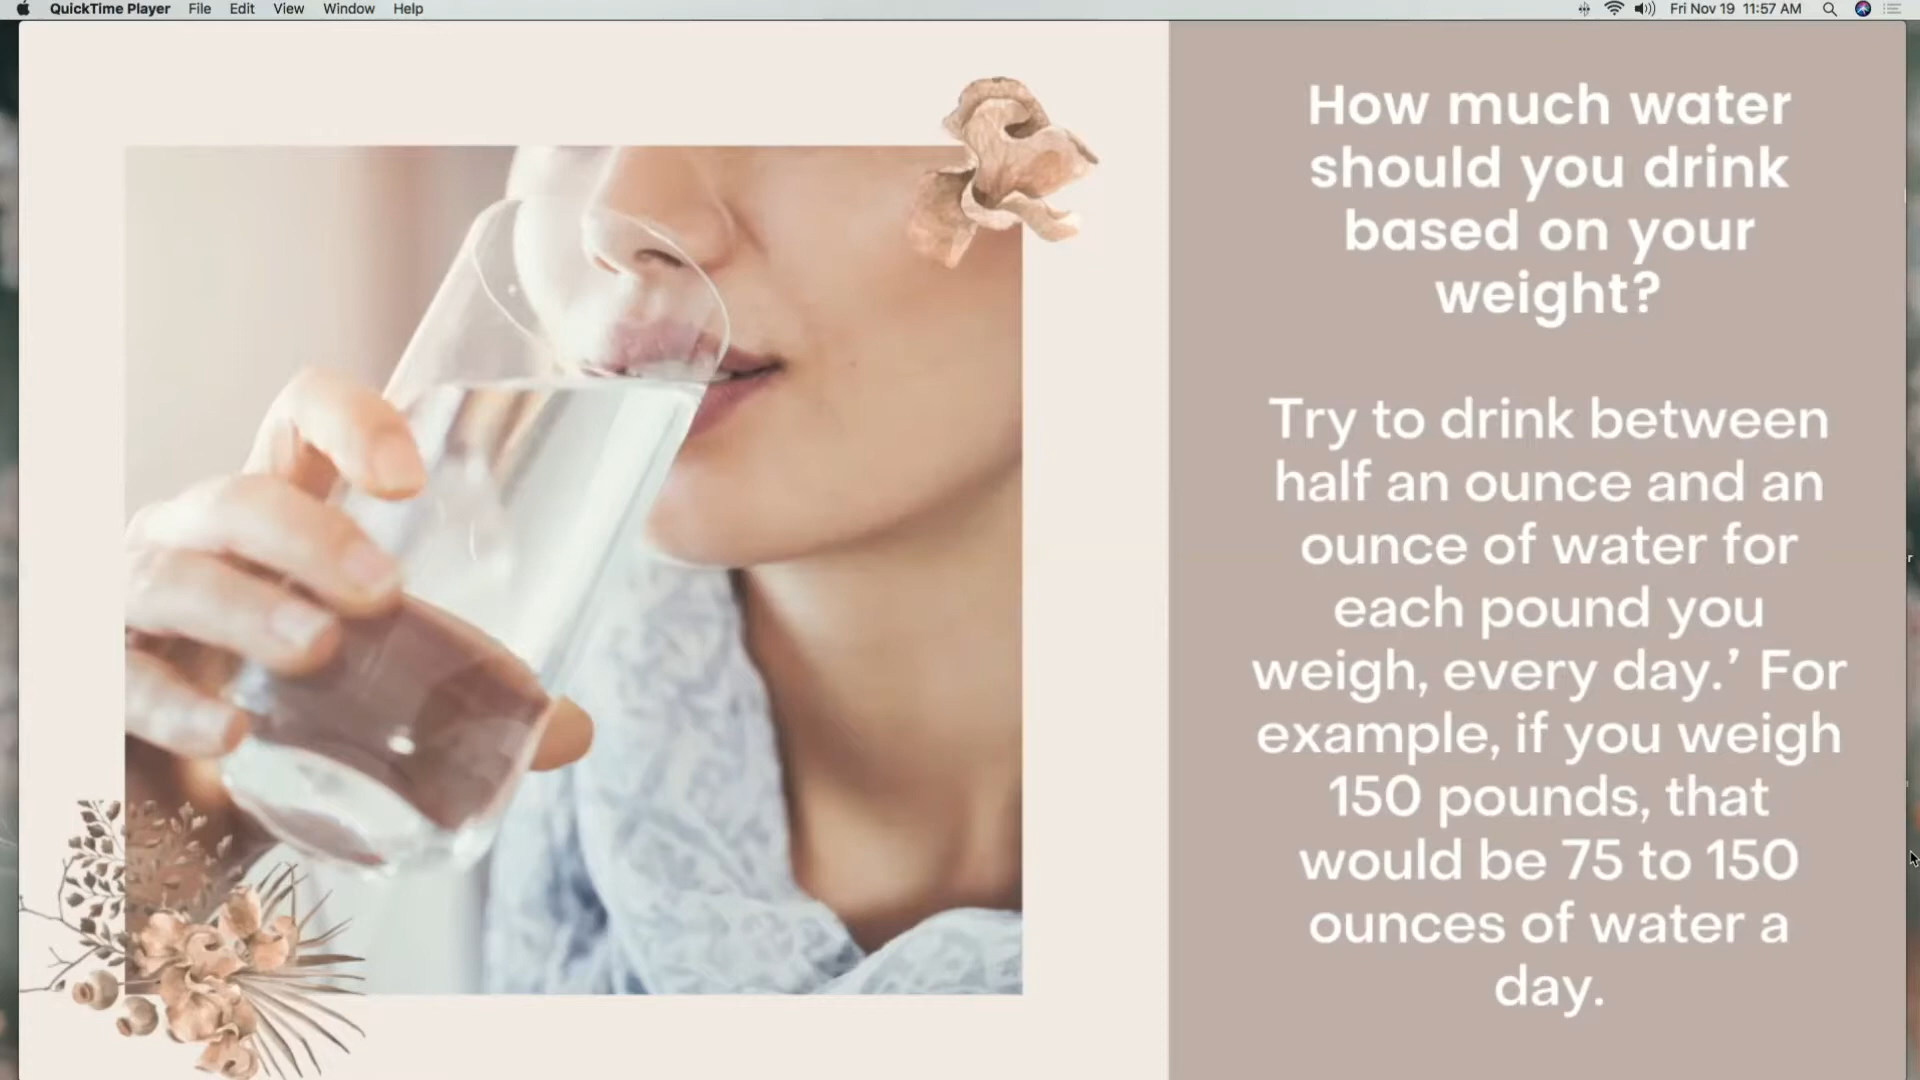 QuickTime Player File Edit View Window Help Fri Nov 19 11:57 AM
How much water
should you drink
based on your
weight?
Try to drink between
half an ounce and an
ounce of water for
each pound you
weigh, every day.’ For
example, if you weigh
150 pounds, that
would be 75 to 150
ounces of water a
day.